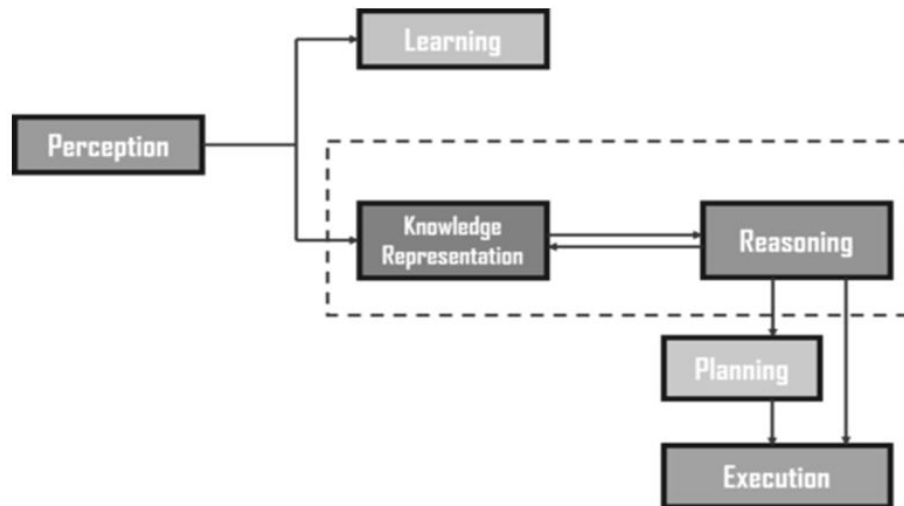 Learning
Perception
Knowledge
Representation
Reasoning
Planning
Execution